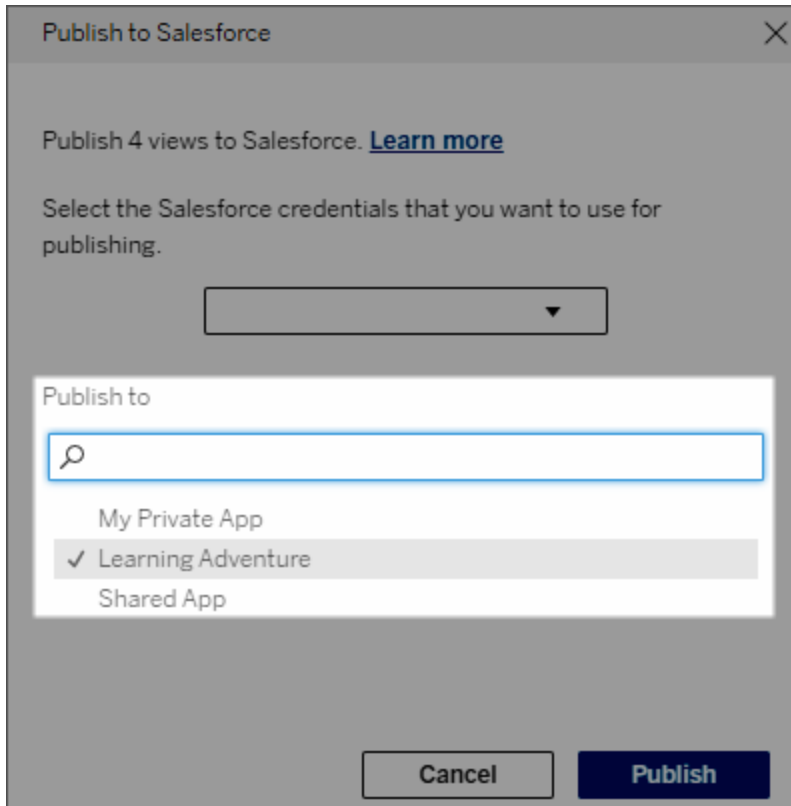 Publish to Salesforce
Publish 4 views to Salesforce. Learn more
Select the Salesforce credentials that you want to use for
publishing.
Publish to
My Private App
Learning Adventure
Shared App
Cancel
Publish